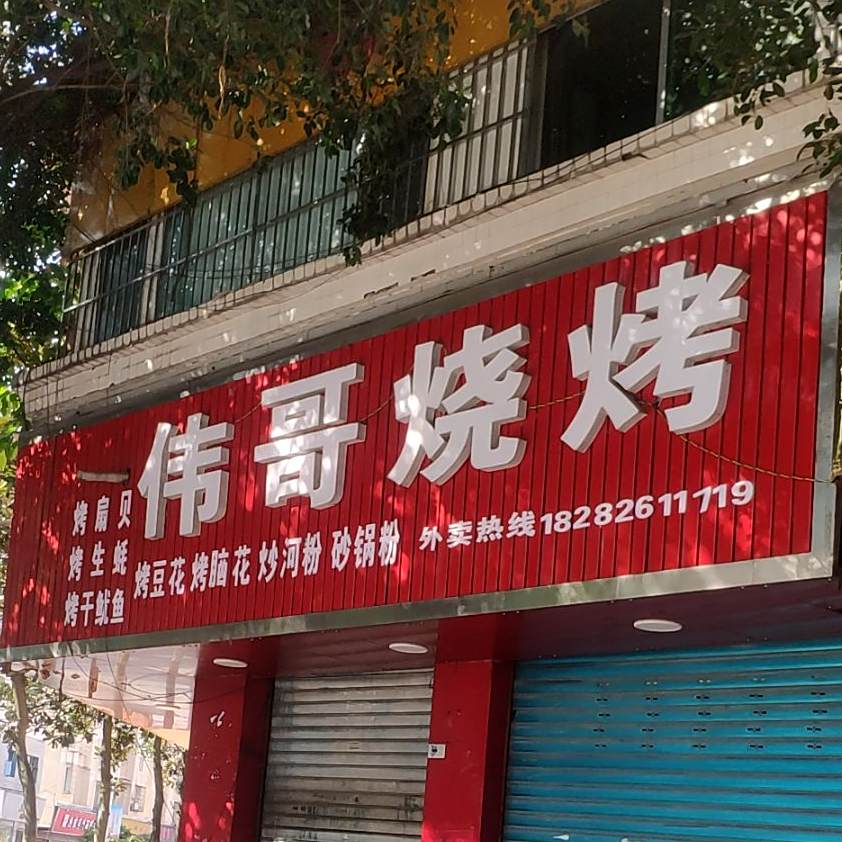 伟哥烧烤
烤扇贝
烤生蚝
烤干鱿鱼
烤豆花 烤脑花 炒河粉 砂锅粉
外卖热线18282611719